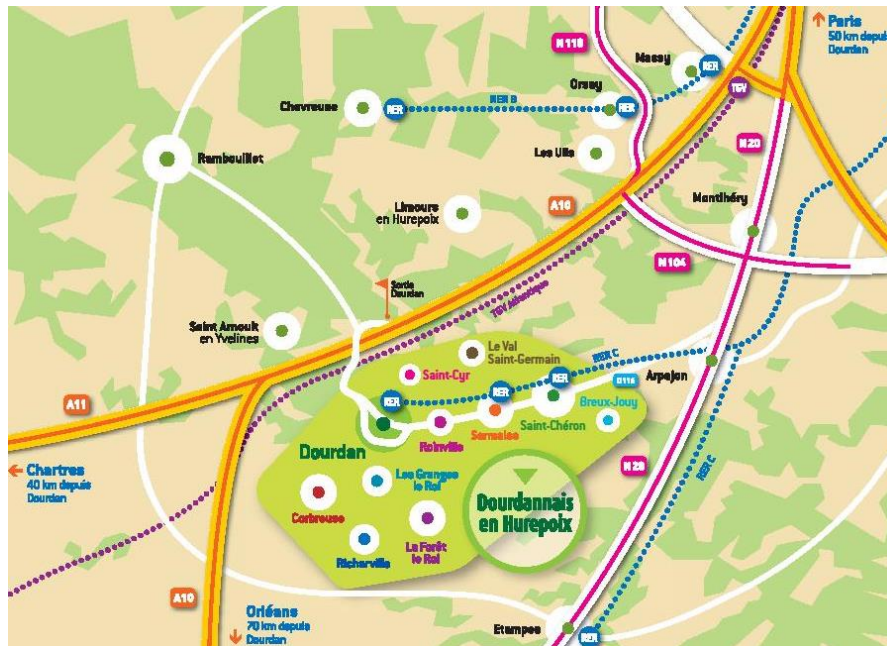 Paris
50 km depuis
Dourdan
N118
Massy
RER
TGV
Orsay
RER
Chevreuse
RER
RER B
N20
Rambouillet
Les Ulis
Montlhéry
Limours
en Hurepoix
A10
N104
Sortie
Dourdan
TGV Atlantique
Saint Arnoult
en Yvelines
Le Val
Saint-Germain
RER C
Saint-Cyr
RER
RER
RER
D116
Arpajon
A11
Breux-Jouy
Dourdan
Roinville
Sermaise
Saint-Chéron
Chartres
40 km depuis
Dourdan
Les Granges
le Roi
N20
RER C
Corbreuse
Dourdannais
en Hurepoix
La Forêt
le Roi
Richarville
A10
Orléans
70 km depuis
Dourdan
Etampes
RER